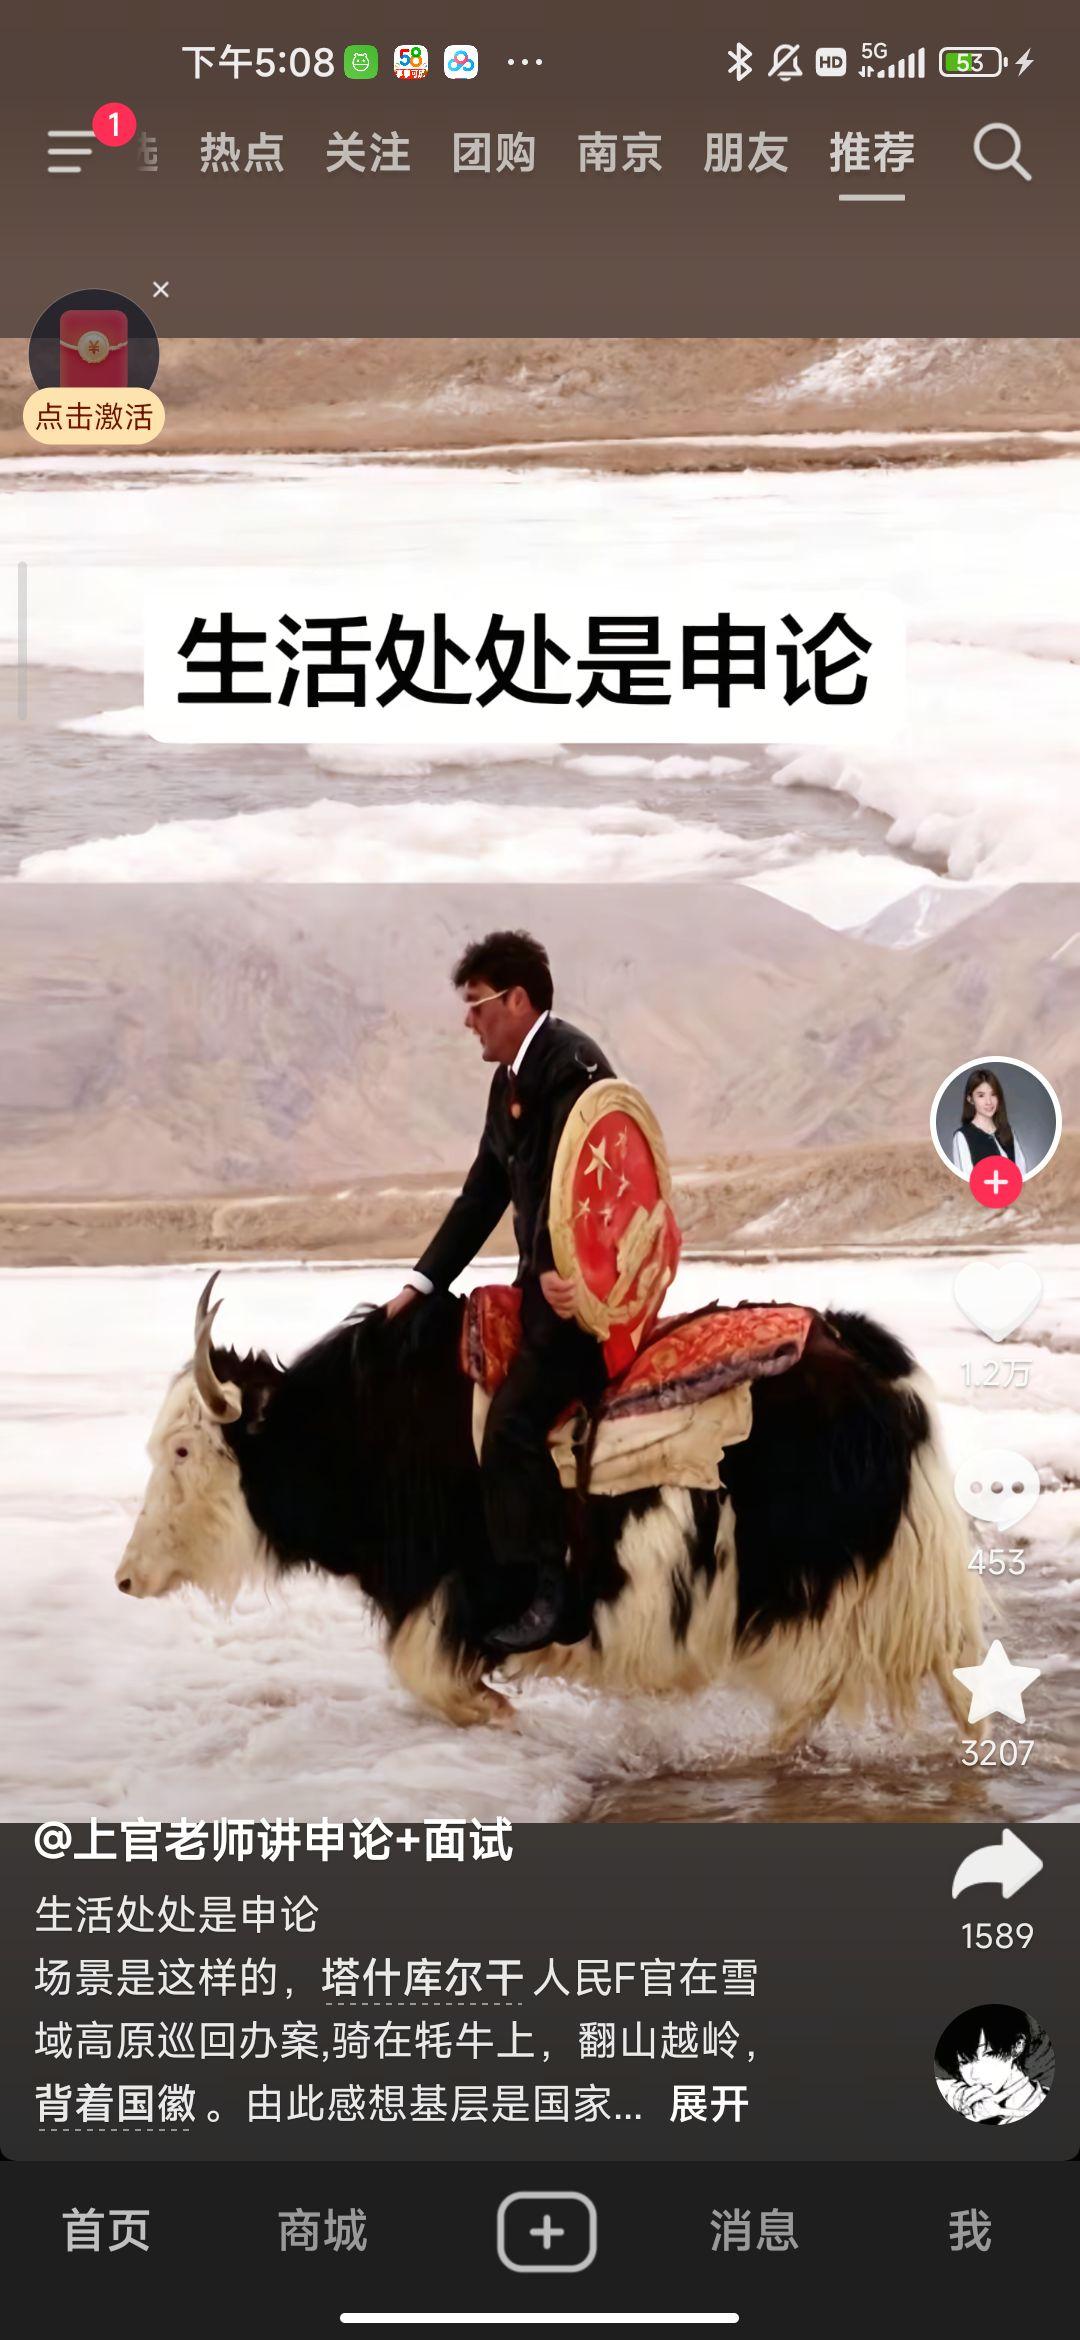 下午5:08
58
HD
5G
53
1
热点 关注 团购 南京 朋友 推荐
¥
点击激活
生活处处是申论
1.2万
453
3207
@上官老师讲申论+面试
生活处处是申论
场景是这样的，塔什库尔干人民F官在雪
域高原巡回办案,骑在牦牛上，翻山越岭，
背着国徽。由此感想基层是国家... 展开
1589
首页 商城 消息 我